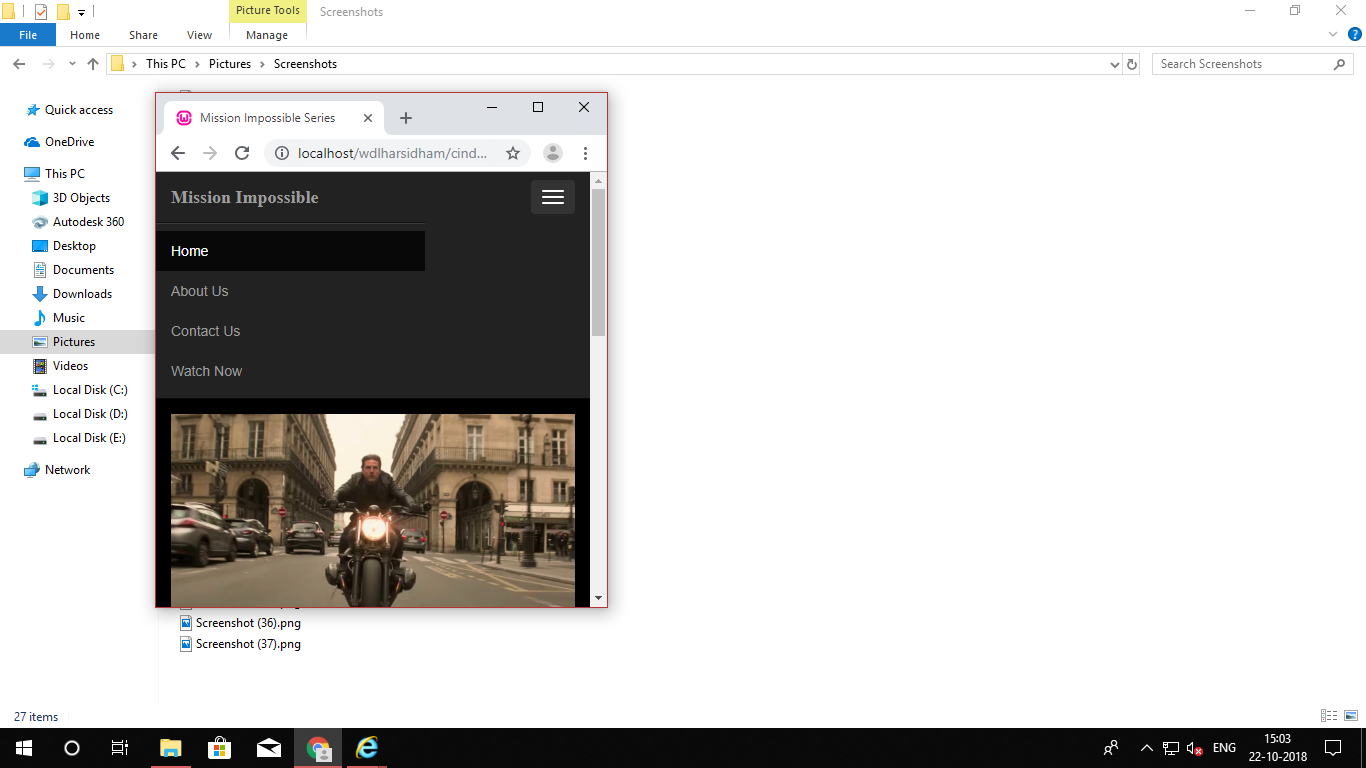 Picture Tools
Screenshots
File
Home
Share
View
Manage
This PC
Pictures
Screenshots
Search Screenshots
Quick access
OneDrive
This PC
3D Objects
Autodesk 360
Desktop
Documents
Downloads
Music
Pictures
Videos
Local Disk (C:)
Local Disk (D:)
Local Disk (E:)
Network
Mission Impossible Series
localhost/wdlharsidham/cind...
Mission Impossible
Home
About Us
Contact Us
Watch Now
Screenshot (36).png
Screenshot (37).png
27 items
ENG
15:03
22-10-2018